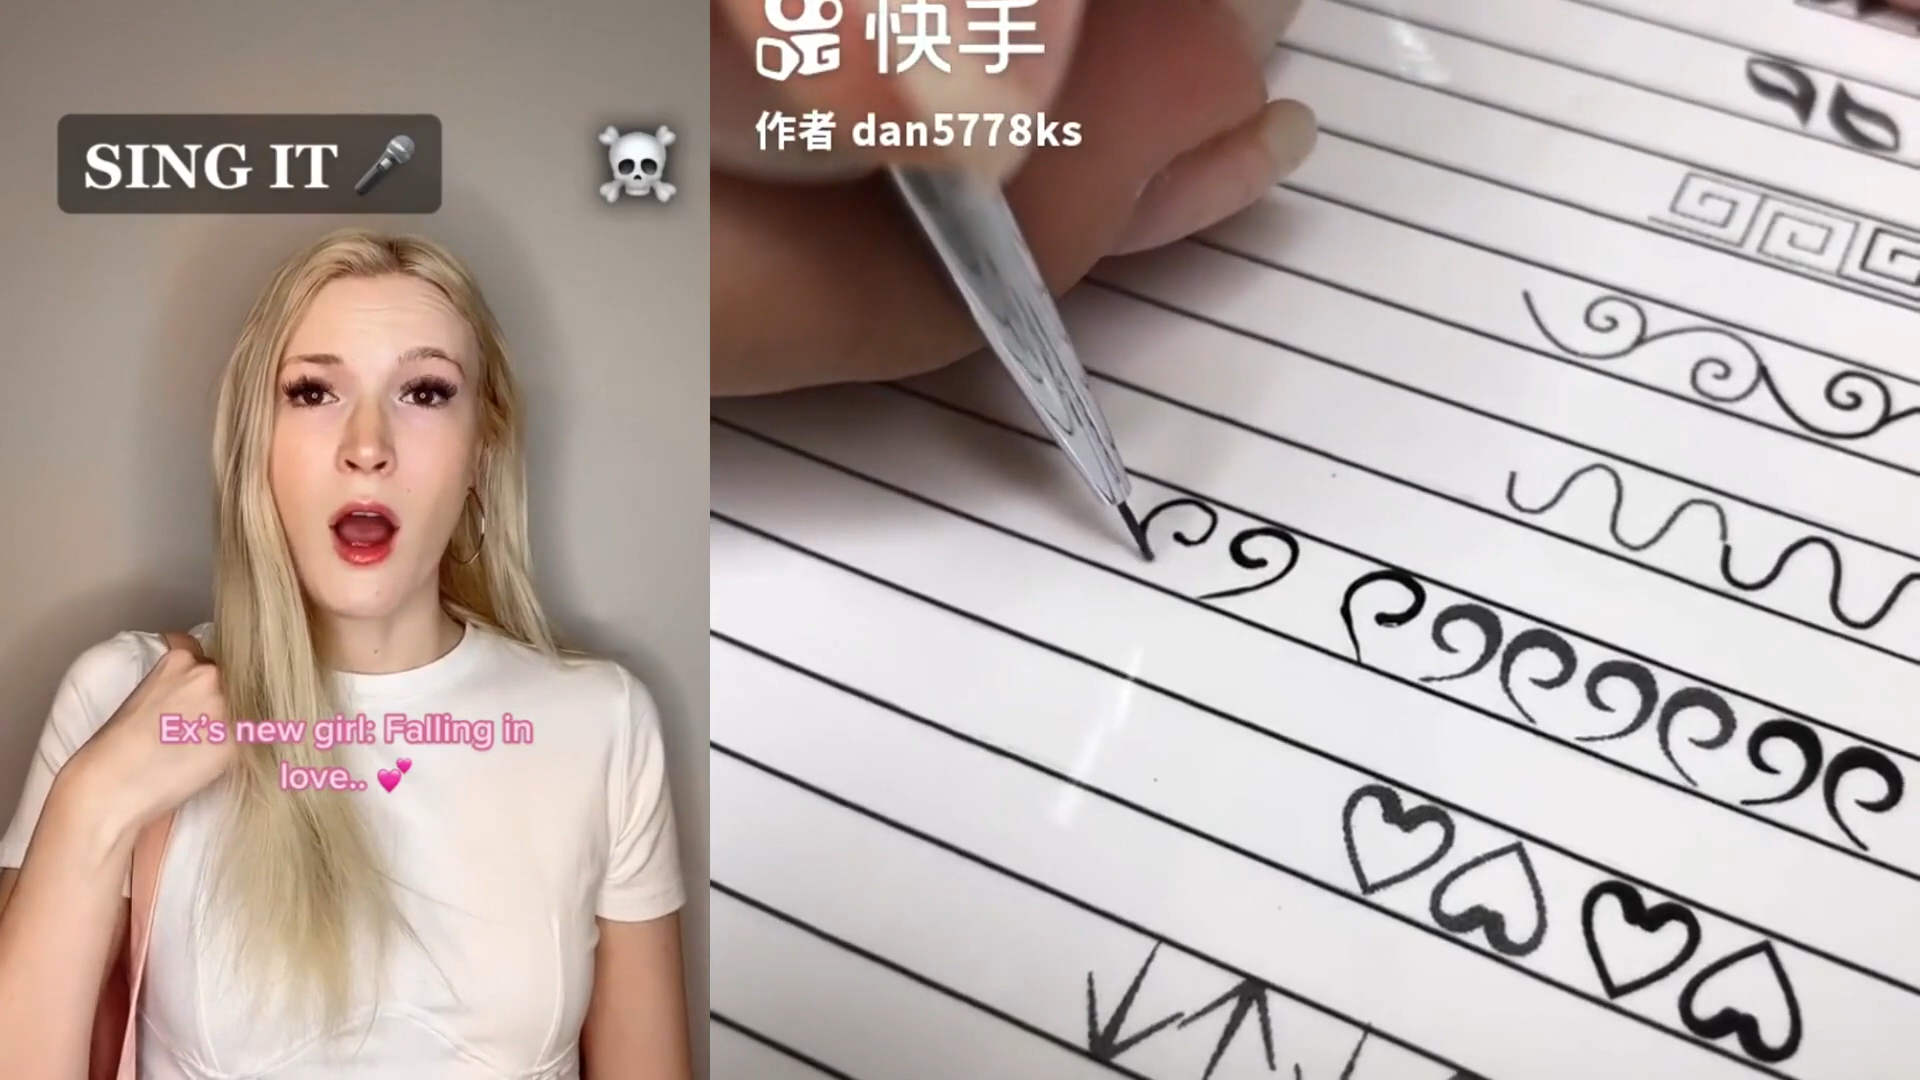 SING IT 🎤
☠️
Ex's new girl: Falling in
love.. 💕
快手
作者 dan5778ks